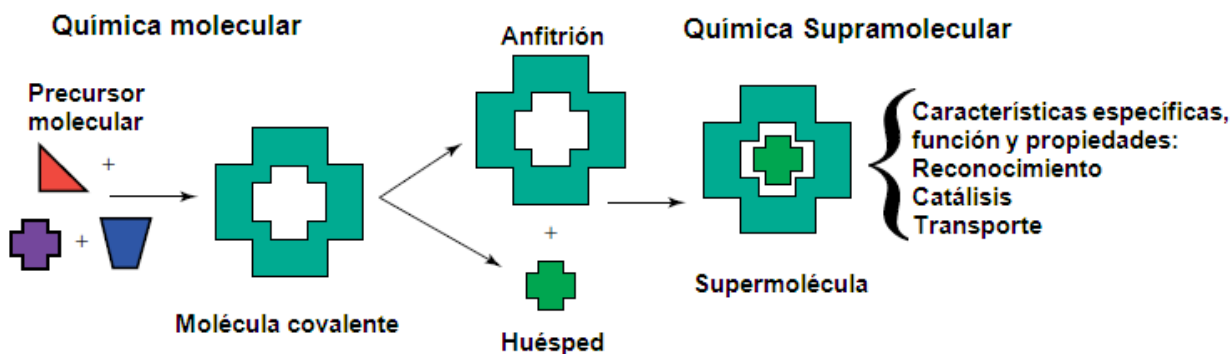 Química molecular
Precursor
molecular
+
+
Molécula covalente
Anfitrión
+
Huésped
Química Supramolecular
Supermolécula
Características específicas,
función y propiedades:
Reconocimiento
Catálisis
Transporte